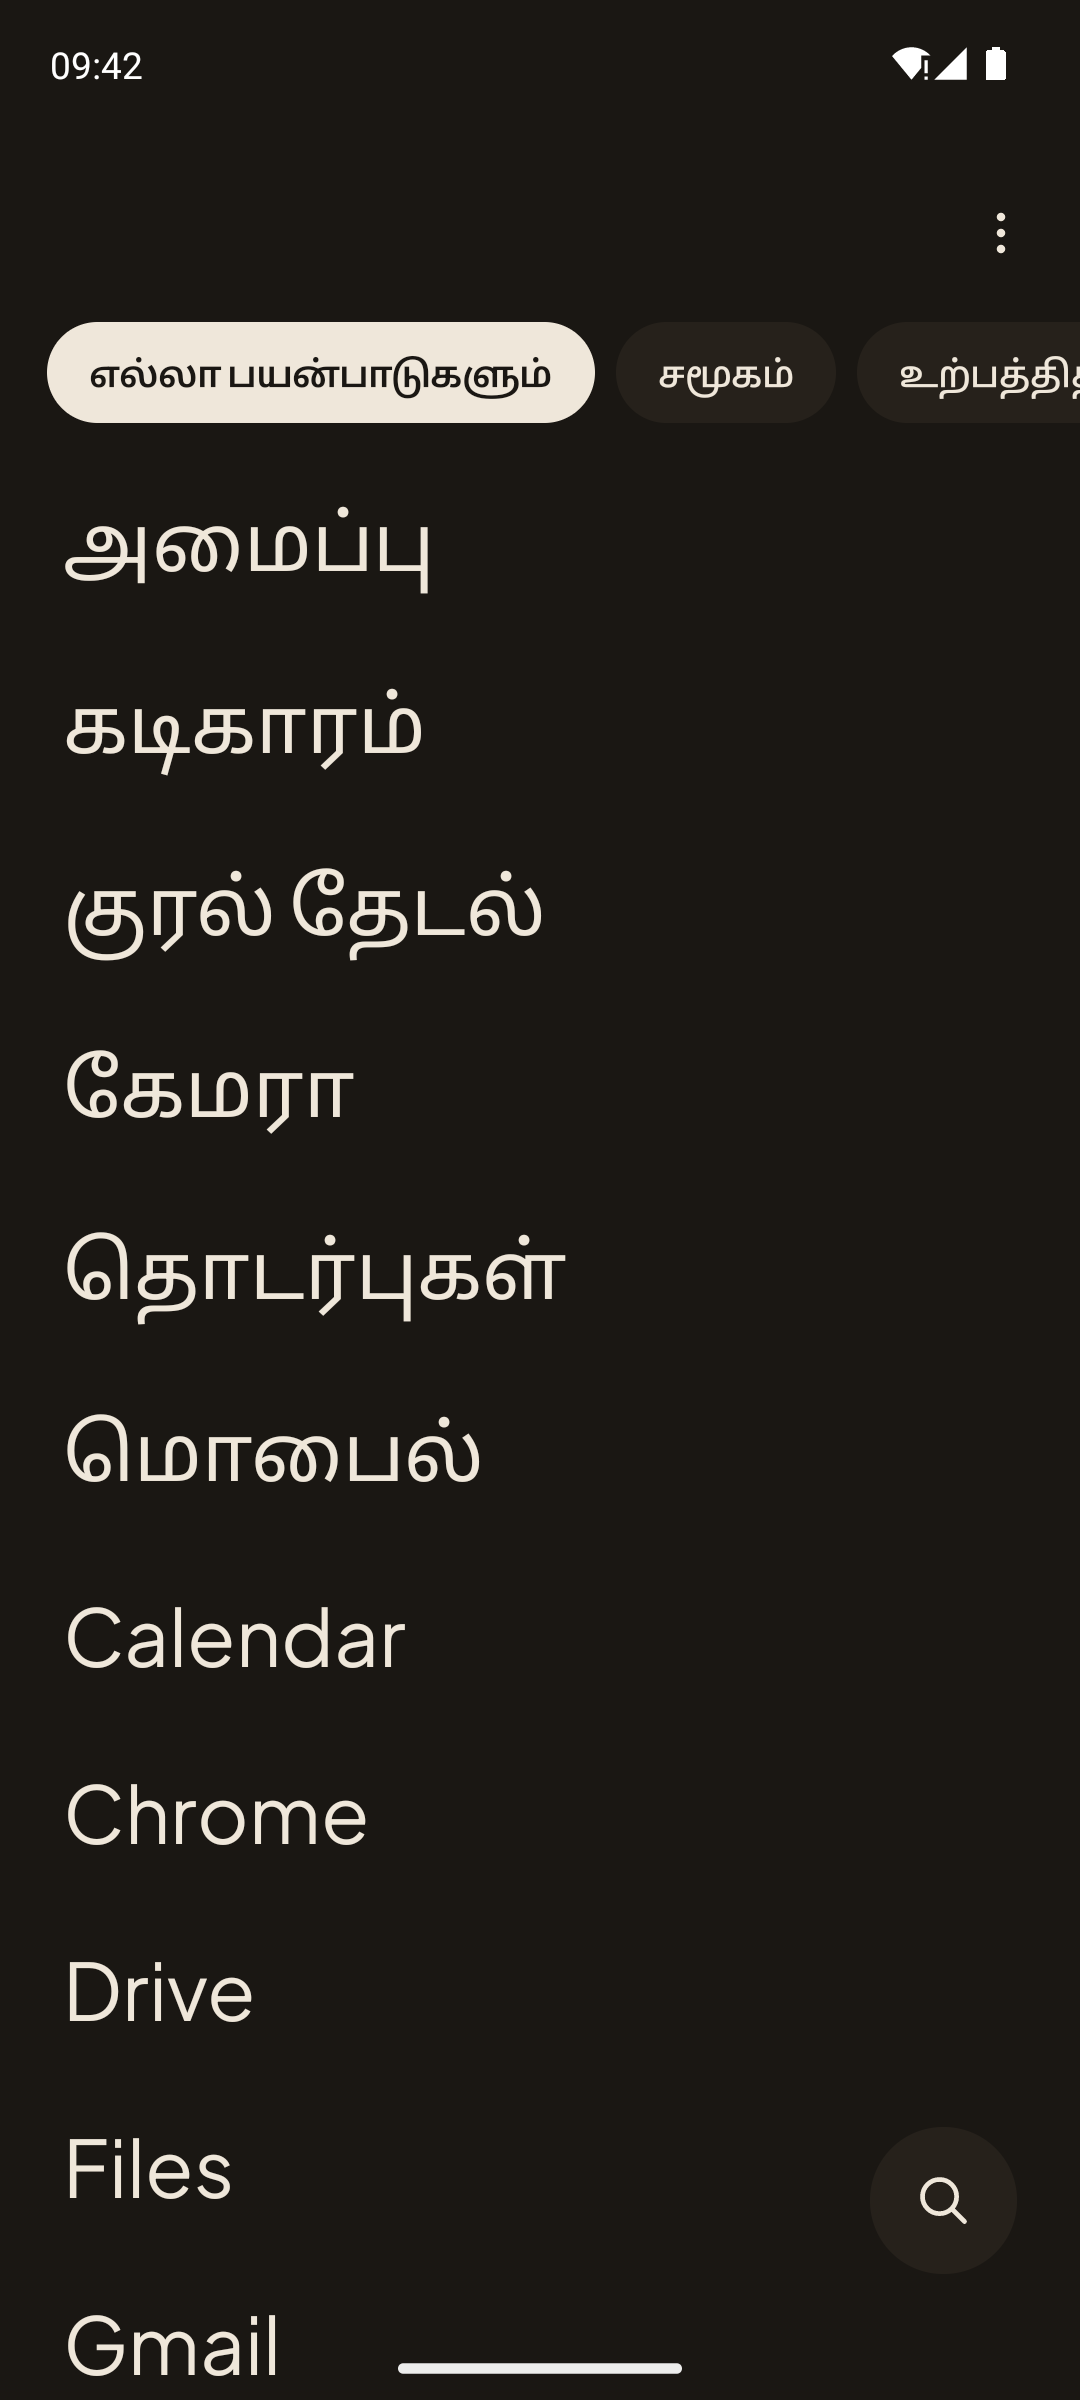 09:42
எல்லா பயன்பாடுகளும் சமூகம்
அமைப்பு
கடிகாரம்
குரல் தேடல்
கேமரா
தொடர்புகள்
மொபைல்
Calendar
Chrome
Drive
Files
Gmail